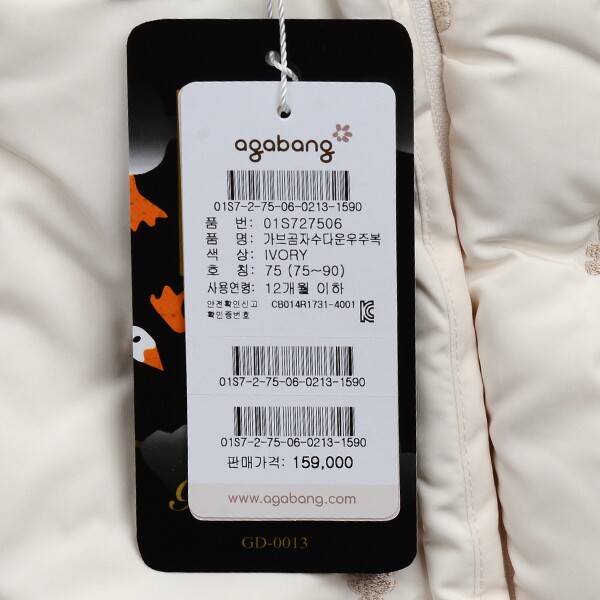 agabang
01S7-2-75-06-0213-1590
품 번: 01S727506
품 명: 가브곰자수다운우주복
색 상: IVORY
호 칭: 75 (75~90)
사용연령: 12개월 이하
안전확인신고 CB014R1731-4001
확인증번호
01S7-2-75-06-0213-1590
01S7-2-75-06-0213-1590
판매가격: 159,000
www.agabang.com
GD-0013